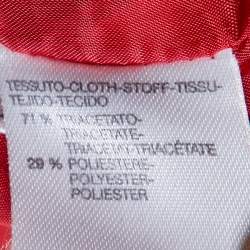 TESSUTO-CLOTH-STOFF-TISSU-
TEJIDO-TECIDO
71 % TRIACETATO-
TRIACETATE-
TRIACETAT-TRIACÉTATE
29 % POLIESTERE-
POLYESTER-
POLIESTER